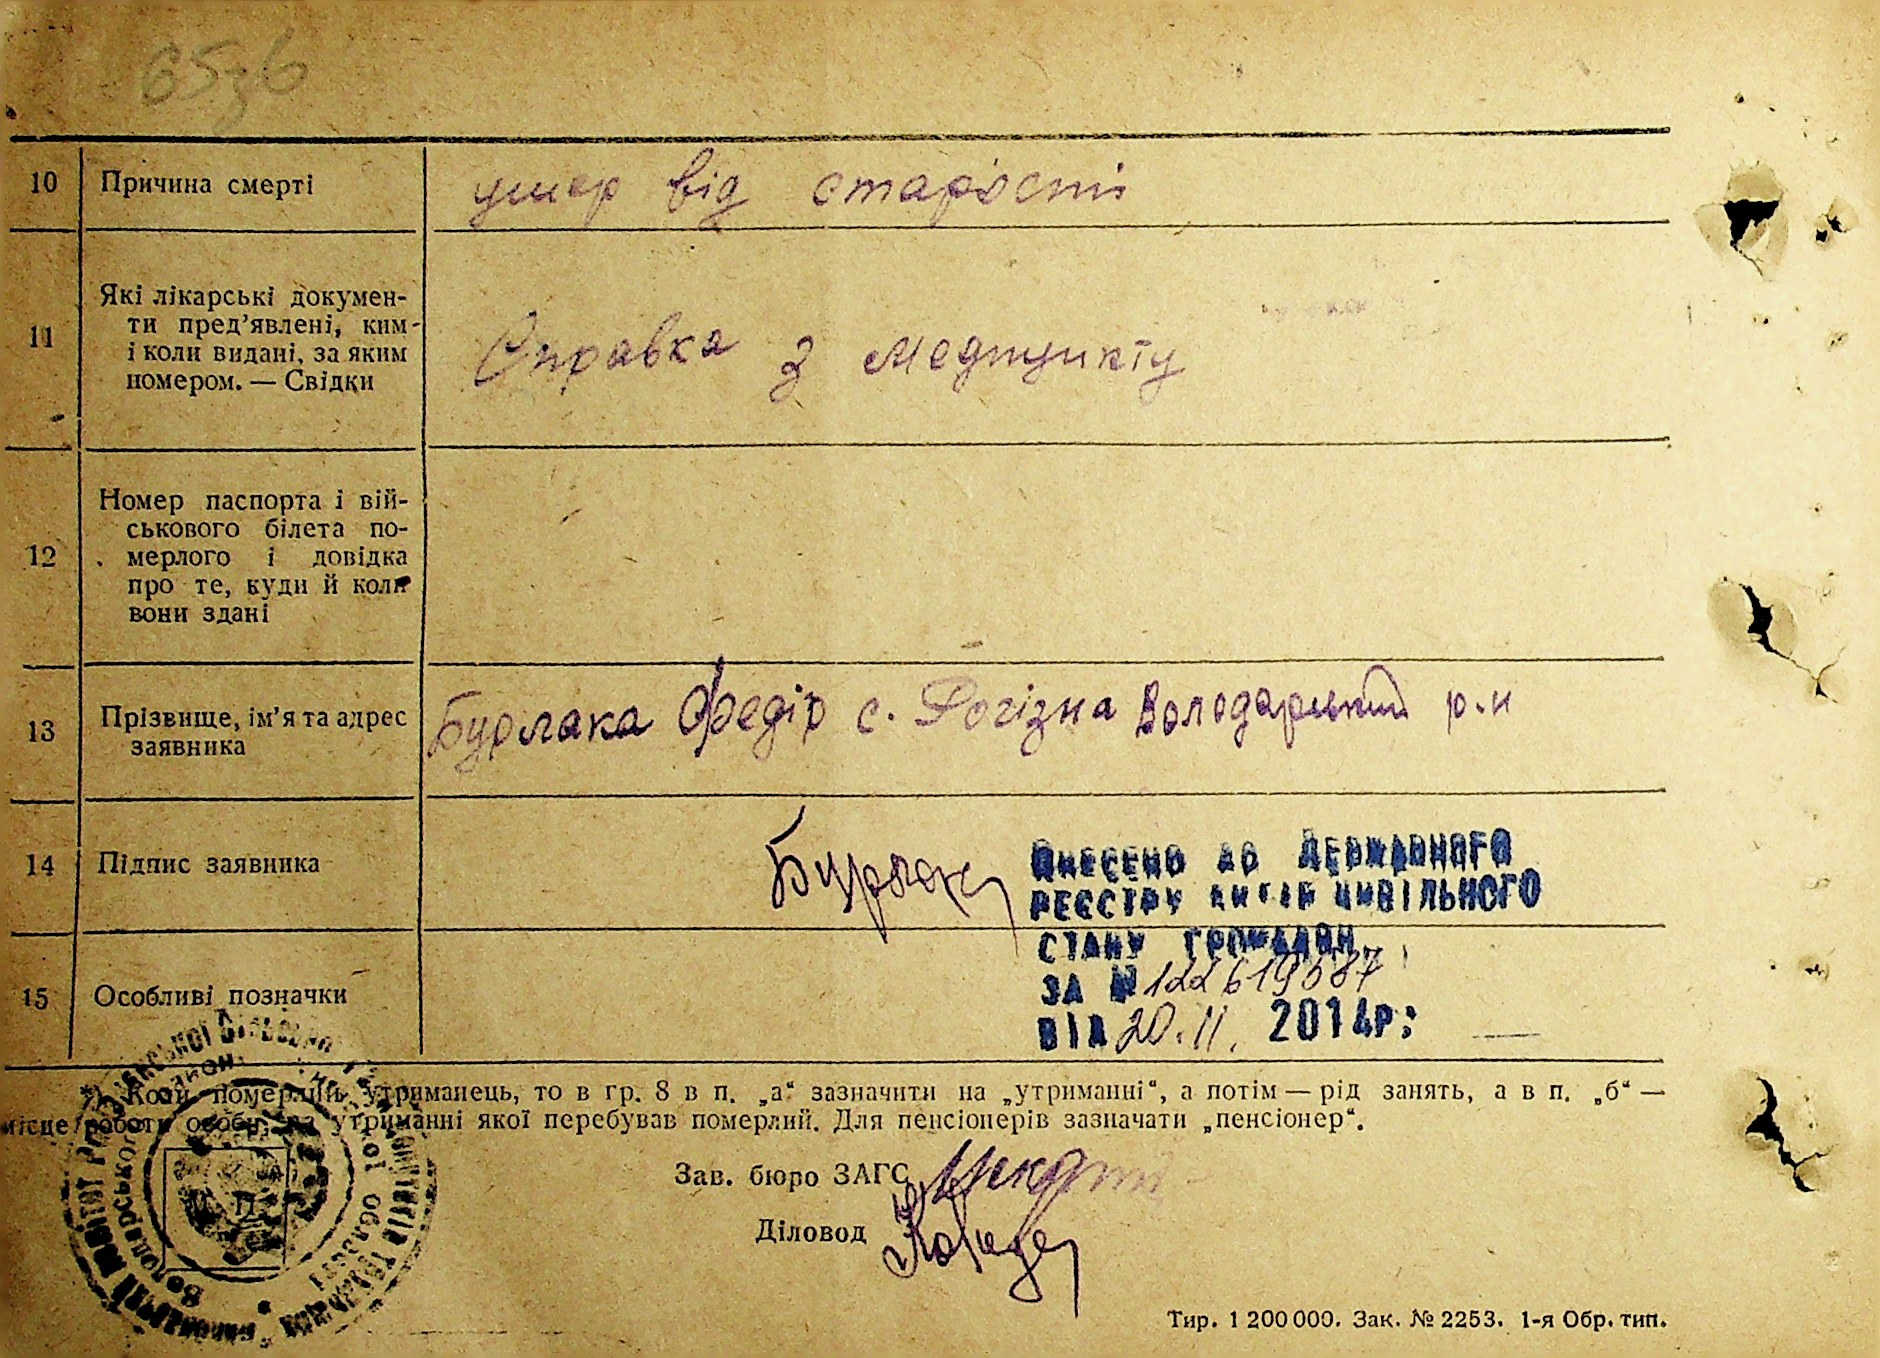 10 Причина смерті умер від старості
11 Які лікарські докумен-
ти пред’явлені, ким
і коли видані, за яким
номером. — Свідки
Справка з Медпункту
12 Номер паспорта і вій-
ськового білета по-
мерлого і довідка
про те, куди й коли
вони здані
13 Прізвище, ім’я та адрес
заявника
Бурлака Федір с. Рогізна Володарський р-н
14 Підпис заявника Бурлака
ВНЕСЕНО ДО ДЕРЖАВНОГО
РЕЄСТРУ АКТІВ ЦИВІЛЬНОГО
СТАНУ ГРОМАДЯН
ЗА №
ВІД 20.11. 2014р:
15 Особливі позначки
*) Коли померлий утриманець, то в гр. 8 в п. „а“ зазначити на „утриманні“, а потім — рід занять, а в п. „б“ —
місце роботи особи, на утриманні якої перебував померлий. Для пенсіонерів зазначати „пенсіонер“.
Зав. бюро ЗАГС
Діловод
Тир. 1 200 000. Зак. № 2253. 1-я Обр. тип.